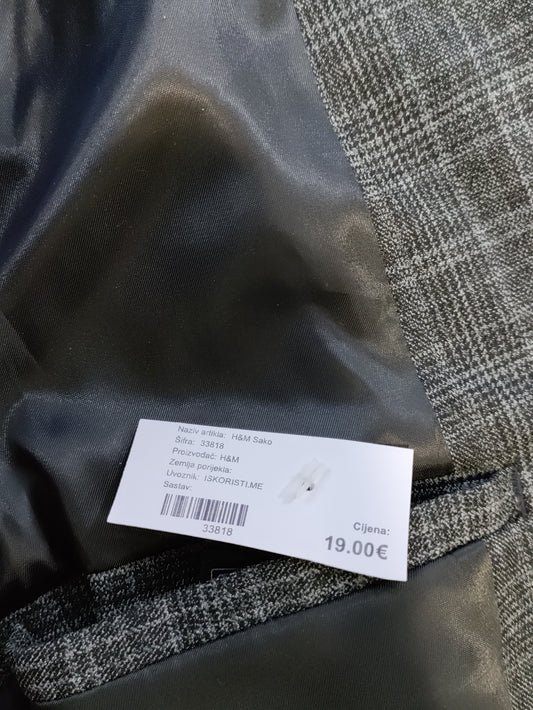 Naziv artikla: H&M Sako
Šifra: 33818
Proizvođač: H&M
Zemlja porijekla:
Uvoznik: ISKORISTI.ME
Sastav:
33818
Cijena:
19.00€